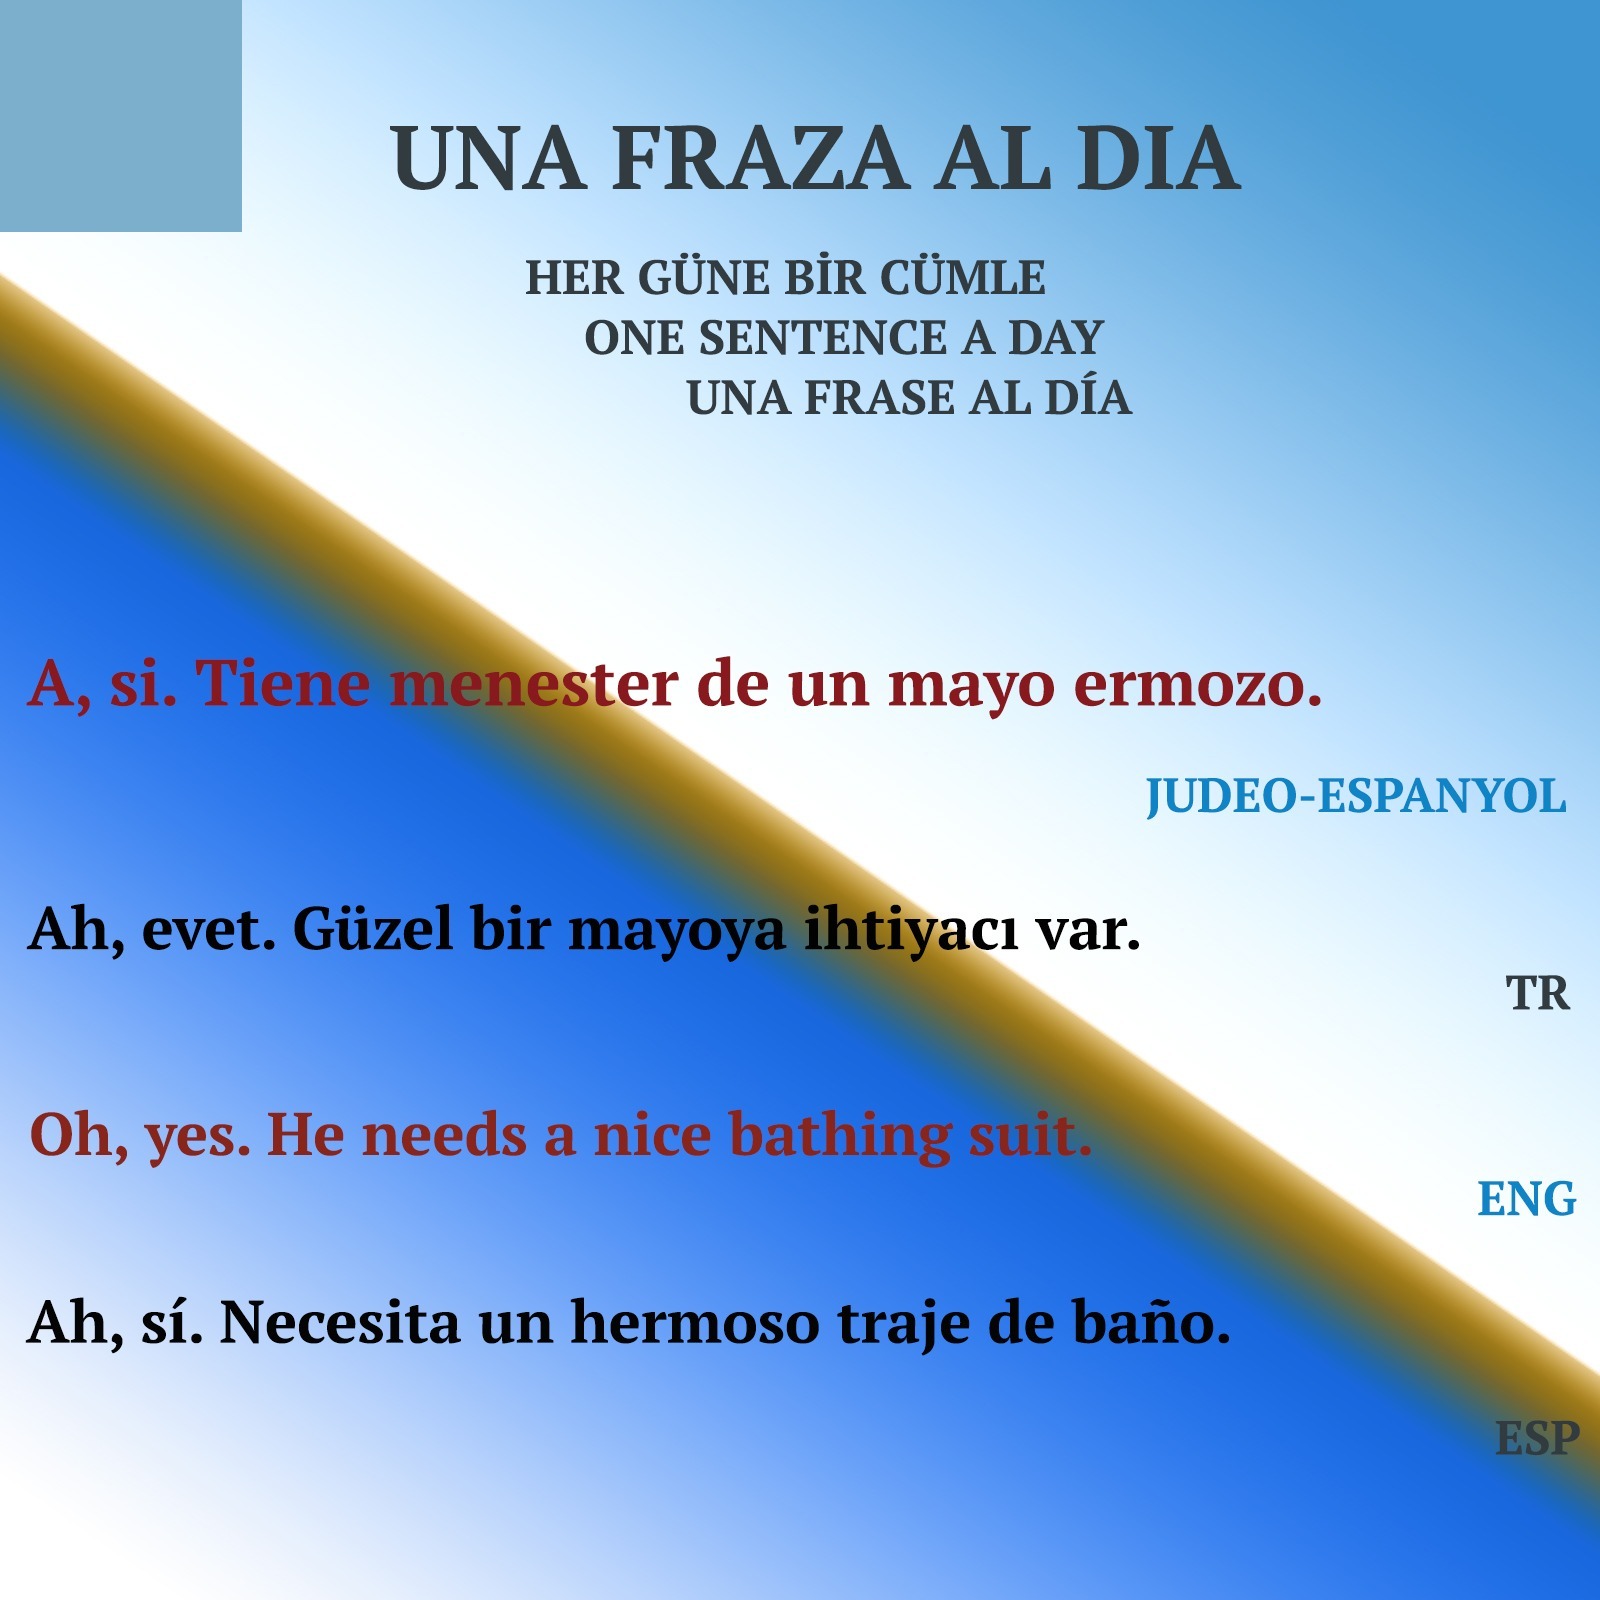 UNA FRAZA AL DIA
HER GÜNE BİR CÜMLE
ONE SENTENCE A DAY
UNA FRASE AL DÍA
A, si. Tiene menester de un mayo ermozo.
JUDEO-ESPANYOL
Ah, evet. Güzel bir mayoya ihtiyacı var.
TR
Oh, yes. He needs a nice bathing suit.
ENG
Ah, sí. Necesita un hermoso traje de baño.
ESP